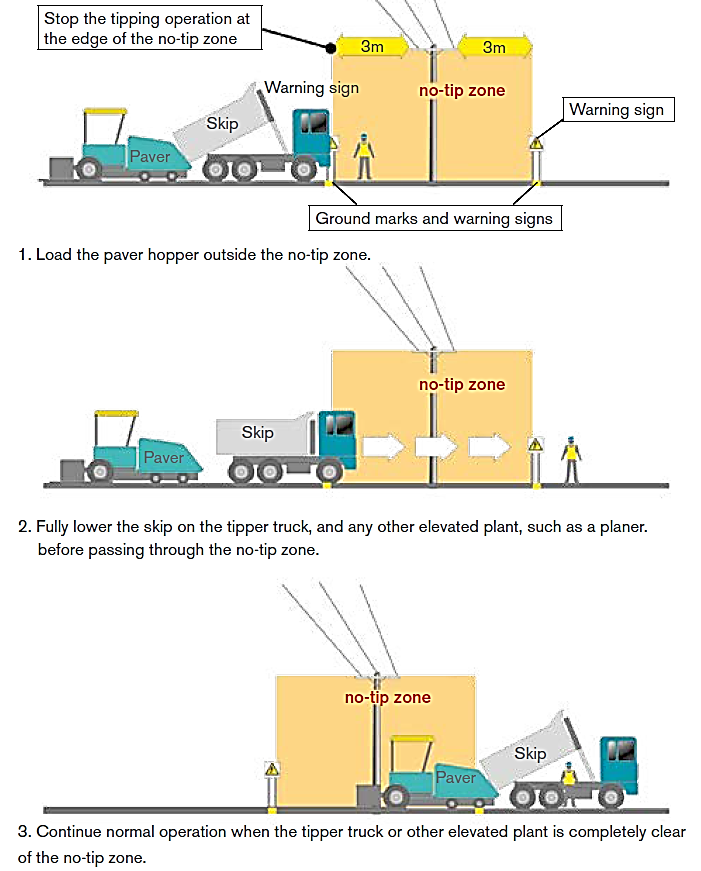 Stop the tipping operation at
the edge of the no-tip zone
3m
3m
Warning sign
no-tip zone
Warning sign
Skip
Paver
Ground marks and warning signs
1. Load the paver hopper outside the no-tip zone.
no-tip zone
Skip
Paver
2. Fully lower the skip on the tipper truck, and any other elevated plant, such as a planer.
before passing through the no-tip zone.
no-tip zone
Skip
Paver
3. Continue normal operation when the tipper truck or other elevated plant is completely clear
of the no-tip zone.